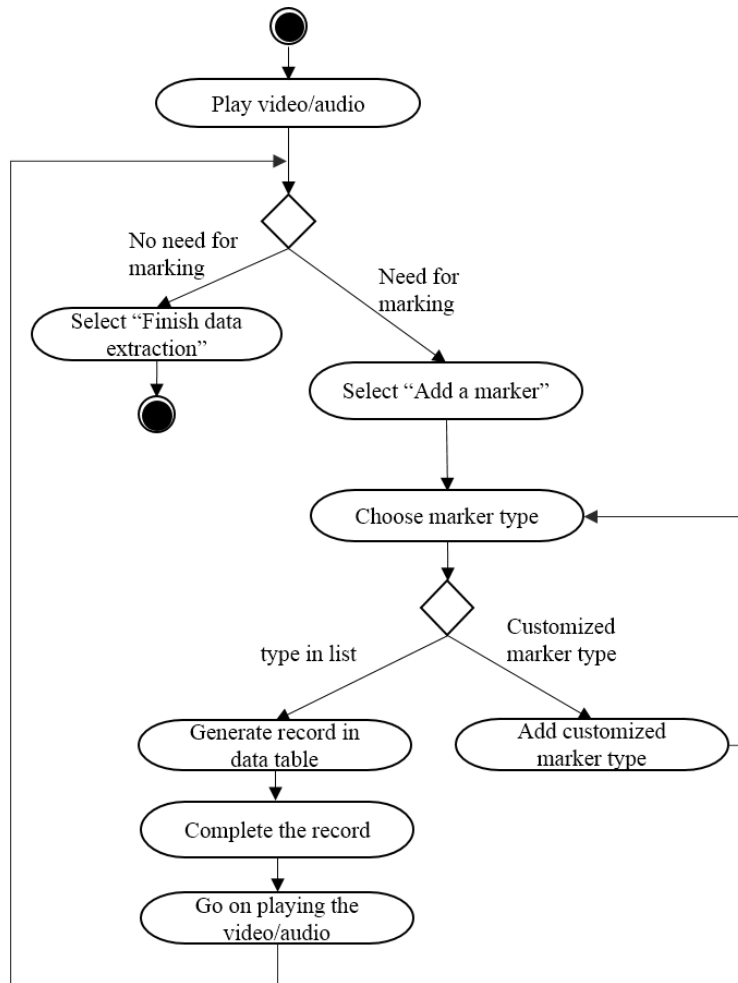 Play video/audio
No need for
marking
Need for
marking
Select “Finish data
extraction”
Select “Add a marker”
Choose marker type
type in list
Customized
marker type
Generate record in
data table
Add customized
marker type
Complete the record
Go on playing the
video/audio